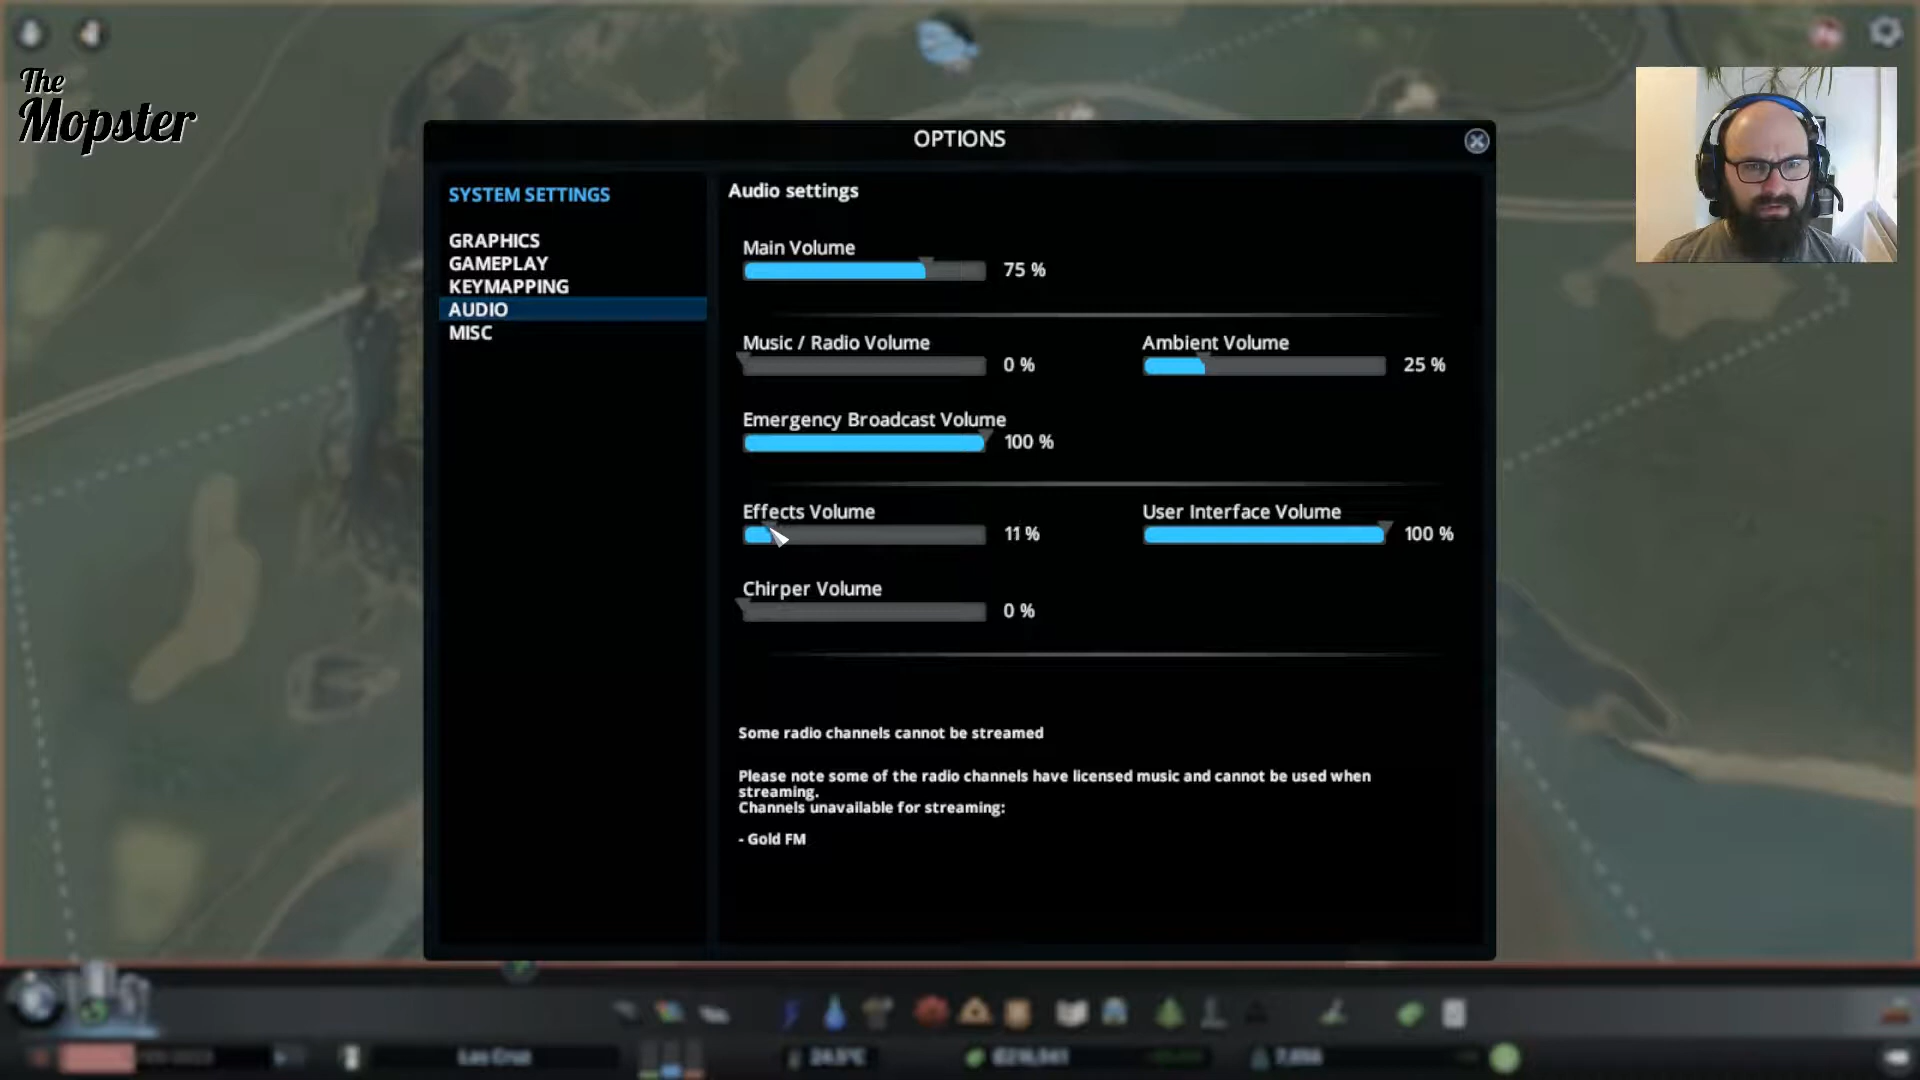 The
Mopster
OPTIONS
SYSTEM SETTINGS
GRAPHICS
GAMEPLAY
KEYMAPPING
AUDIO
MISC
Audio settings
Main Volume
75 %
Music / Radio Volume
0 %
Ambient Volume
25 %
Emergency Broadcast Volume
100 %
Effects Volume
11 %
User Interface Volume
100 %
Chirper Volume
0 %
Some radio channels cannot be streamed
Please note some of the radio channels have licensed music and cannot be used when
streaming.
Channels unavailable for streaming:
- Gold FM
24.5°C